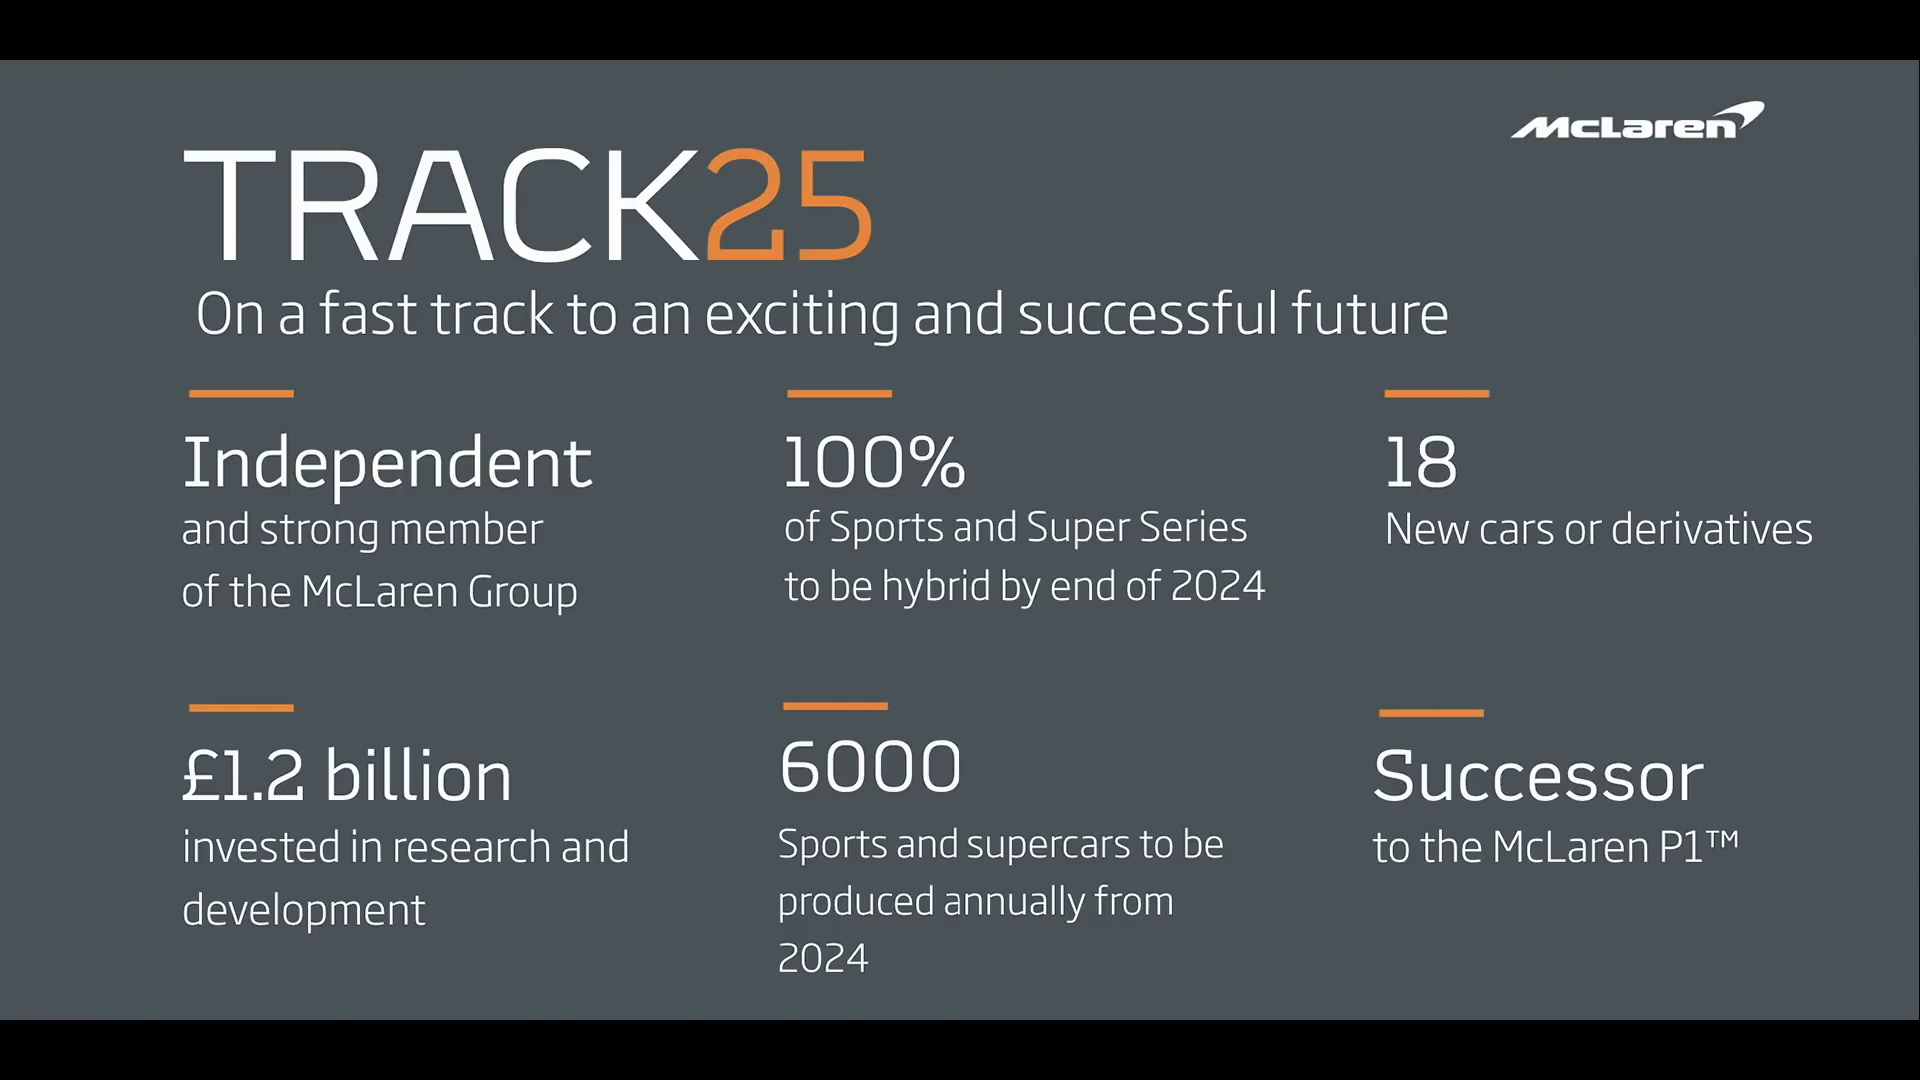 McLaren
TRACK25
On a fast track to an exciting and successful future
Independent
and strong member
of the McLaren Group
100%
of Sports and Super Series
to be hybrid by end of 2024
18
New cars or derivatives
£1.2 billion
invested in research and
development
6000
Sports and supercars to be
produced annually from
2024
Successor
to the McLaren P1™